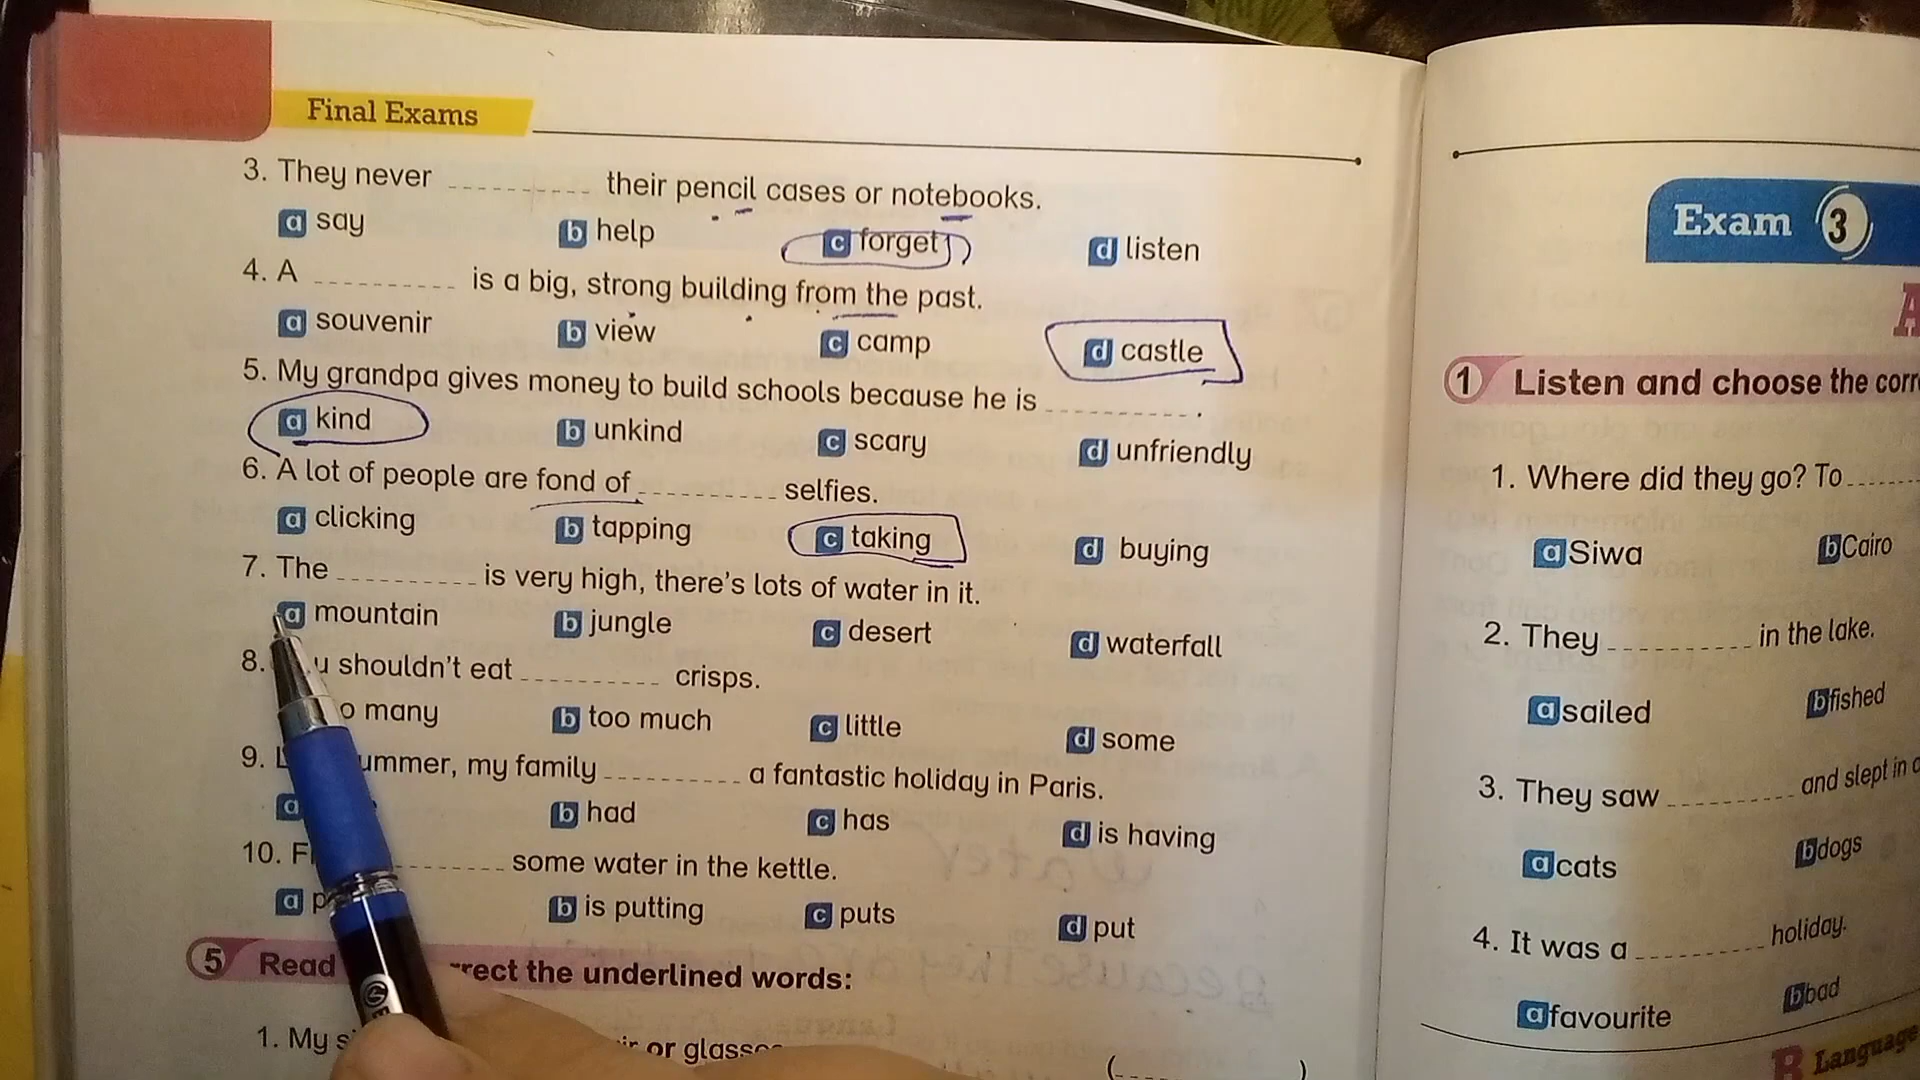 Final Exams
3. They never ---------- their pencil cases or notebooks.
a say b help c forget d listen
4. A ---------- is a big, strong building from the past.
a souvenir b view c camp d castle
5. My grandpa gives money to build schools because he is ---------- .
a kind b unkind c scary d unfriendly
6. A lot of people are fond of ---------- selfies.
a clicking b tapping c taking d buying
7. The ---------- is very high, there's lots of water in it.
a mountain b jungle c desert d waterfall
8. u shouldn't eat ---------- crisps.
o many b too much c little d some
9. ummer, my family ---------- a fantastic holiday in Paris.
a b had c has d is having
10. F ---------- some water in the kettle.
a p b is putting c puts d put
5 Read rrect the underlined words:
1. My s ir or glasse
Exam 3
1 Listen and choose the corr
1. Where did they go? To
a Siwa b Cairo
2. They ---------- in the lake.
a sailed b fished
3. They saw ---------- and slept in
a cats b dogs
4. It was a ---------- holiday.
a favourite b bad
B Language